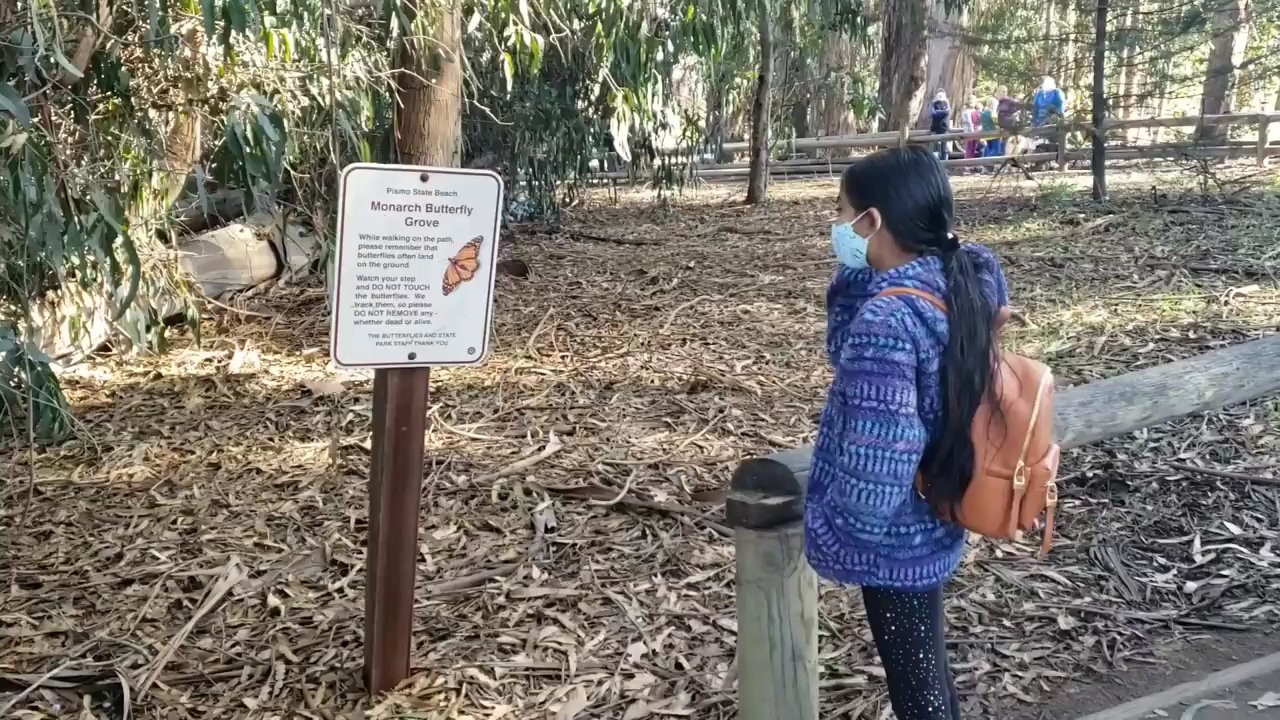 Pismo State Beach
Monarch Butterfly
Grove
While walking on the path,
please remember that
butterflies often land
on the ground.
Watch your step
and DO NOT TOUCH
the butterflies. We
track them, so please
DO NOT REMOVE any -
whether dead or alive.
THE BUTTERFLIES AND STATE
PARK STAFF THANK YOU